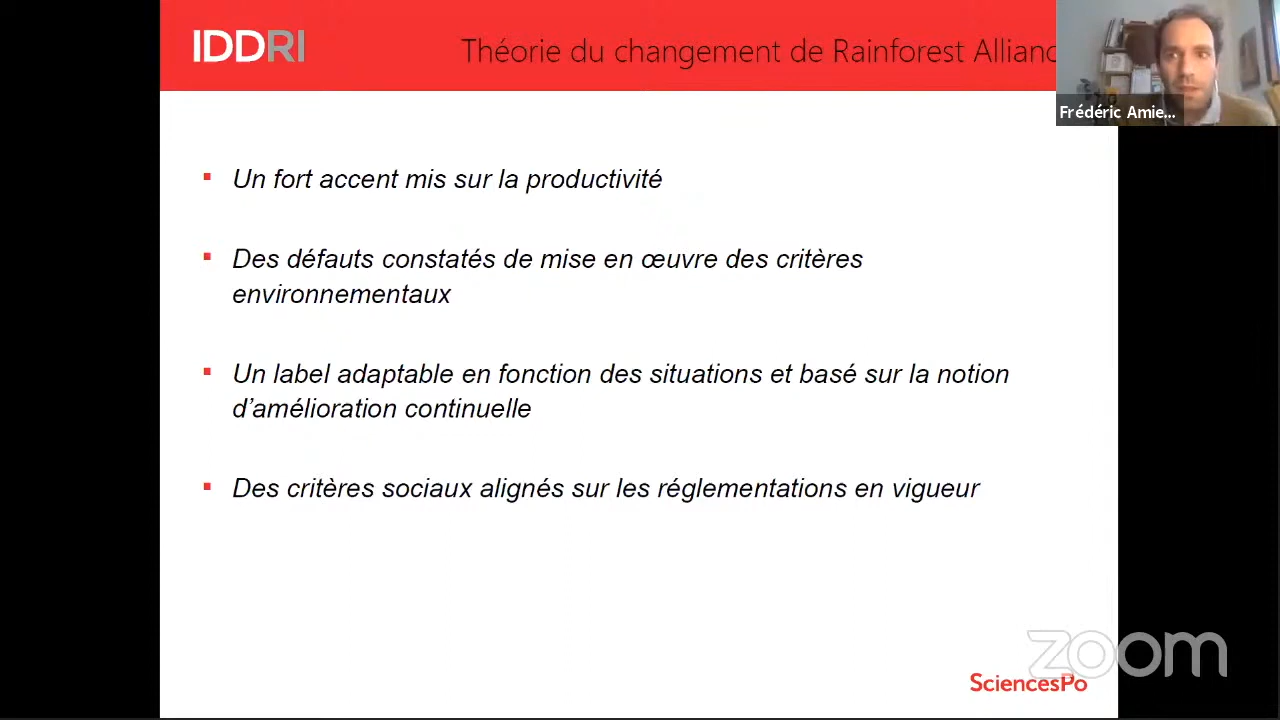 IDDRI
Théorie du changement de Rainforest Allianc
Frédéric Amie...
Un fort accent mis sur la productivité
Des défauts constatés de mise en œuvre des critères
environnementaux
Un label adaptable en fonction des situations et basé sur la notion
d’amélioration continuelle
Des critères sociaux alignés sur les réglementations en vigueur
zoom
SciencesPo